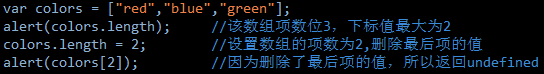 var colors = ["red","blue","green"];
alert(colors.length); //该数组项数位3，下标值最大为2
colors.length = 2; //设置数组的项数为2,删除最后项的值
alert(colors[2]); //因为删除了最后项的值，所以返回undefined